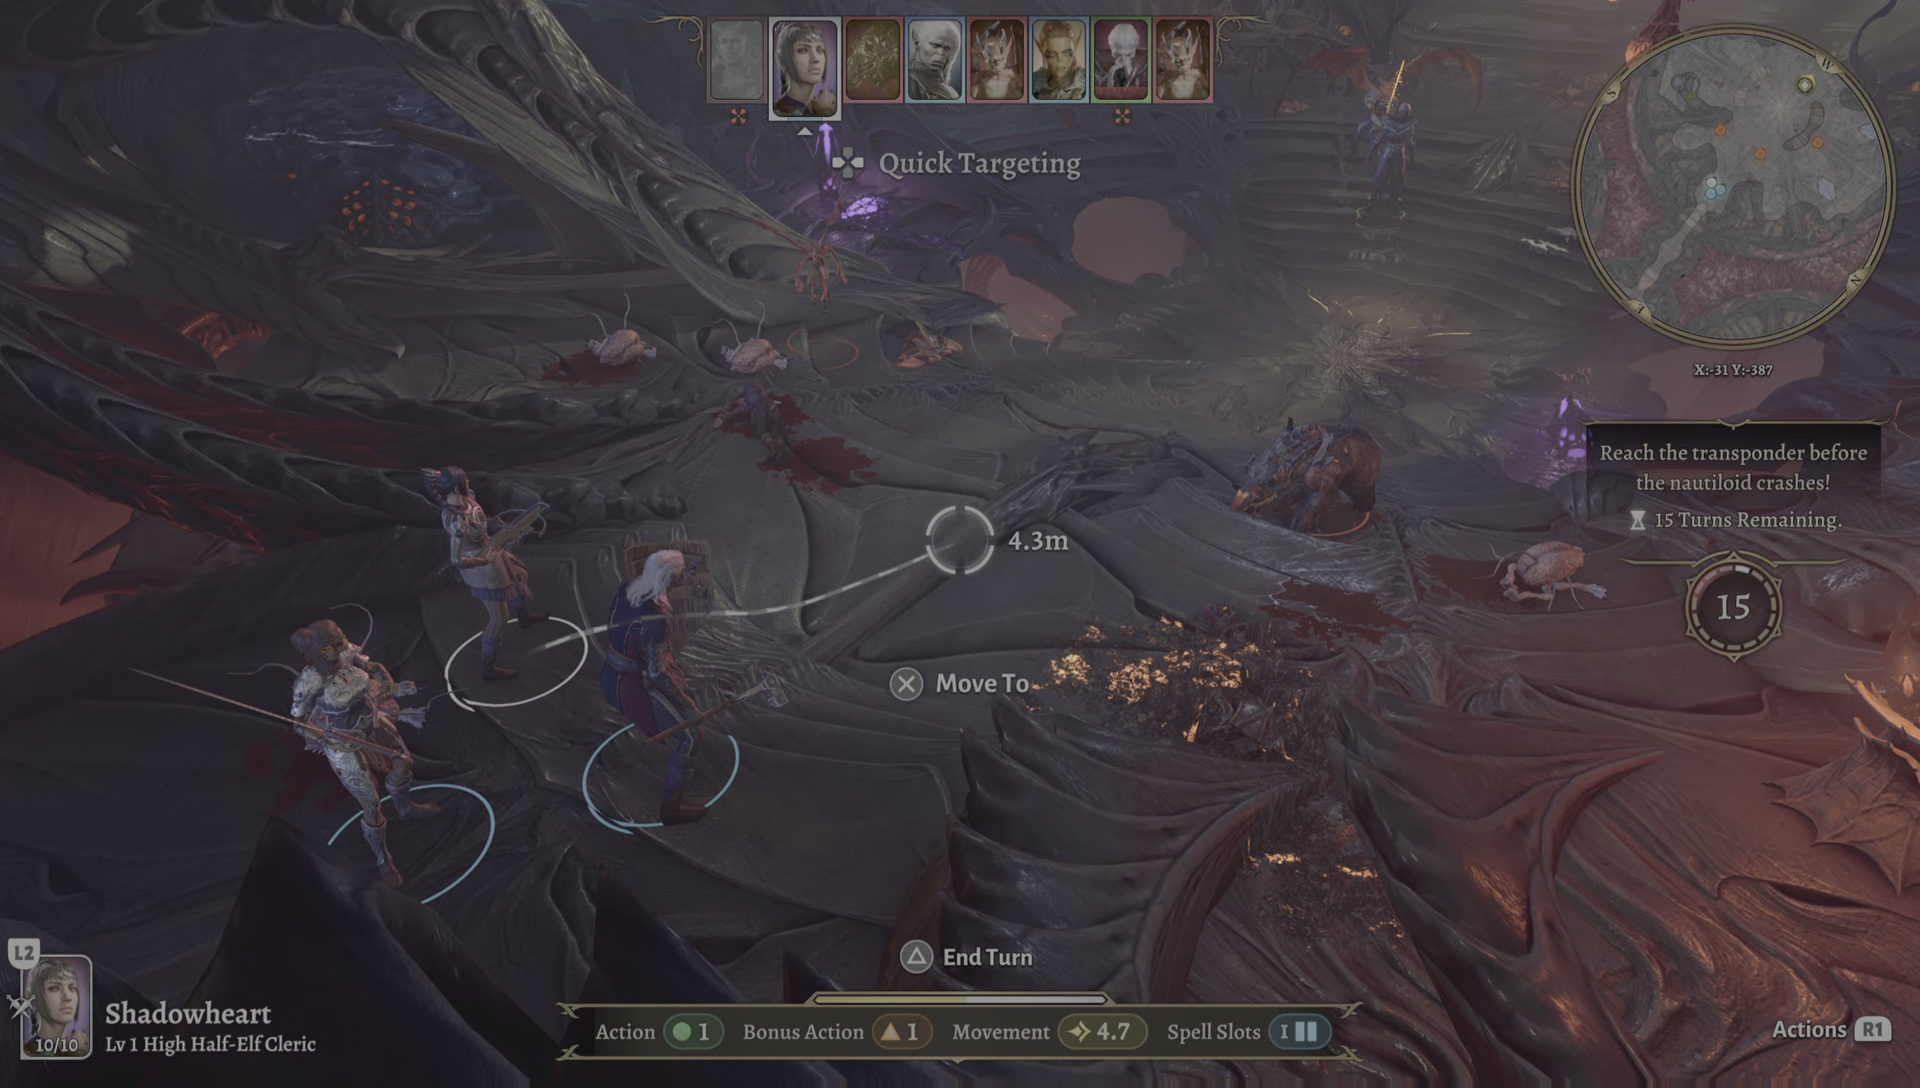 Quick Targeting
W
S
N
X:-31 Y:-387
Reach the transponder before
the nautiloid crashes!
15 Turns Remaining.
15
4.3m
Move To
End Turn
L2
10/10
Shadowheart
Lv 1 High Half-Elf Cleric
Action 1
Bonus Action 1
Movement 4.7
Spell Slots I
Actions R1